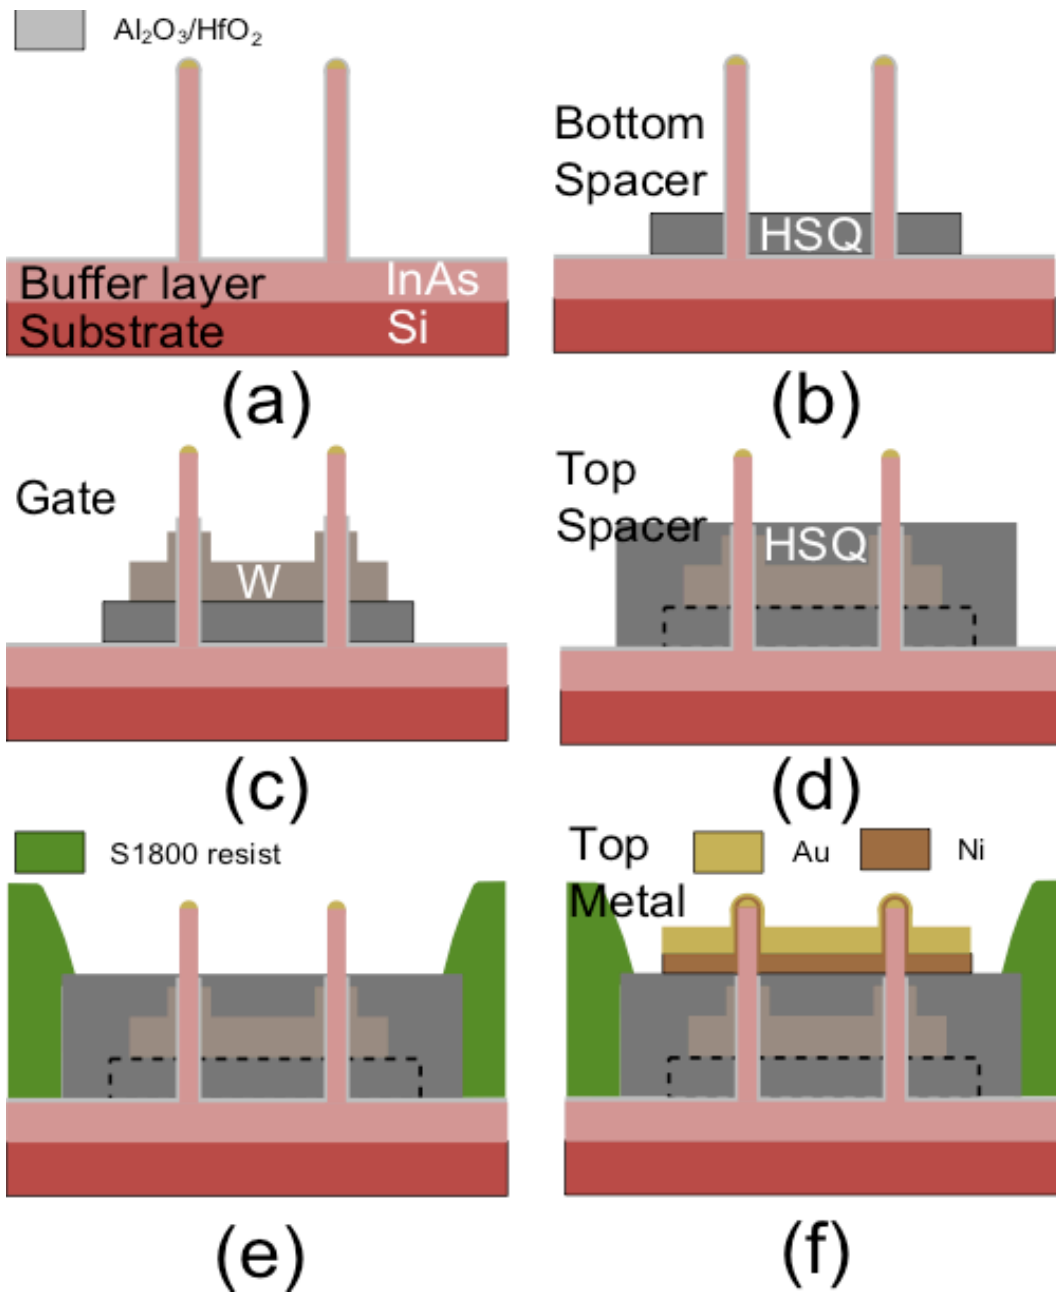 Al₂O₃/HfO₂
Buffer layer InAs
Substrate Si
(a)
Bottom
Spacer
HSQ
(b)
Gate
W
(c)
Top
Spacer
HSQ
(d)
S1800 resist
(e)
Top
Metal
Au
Ni
(f)